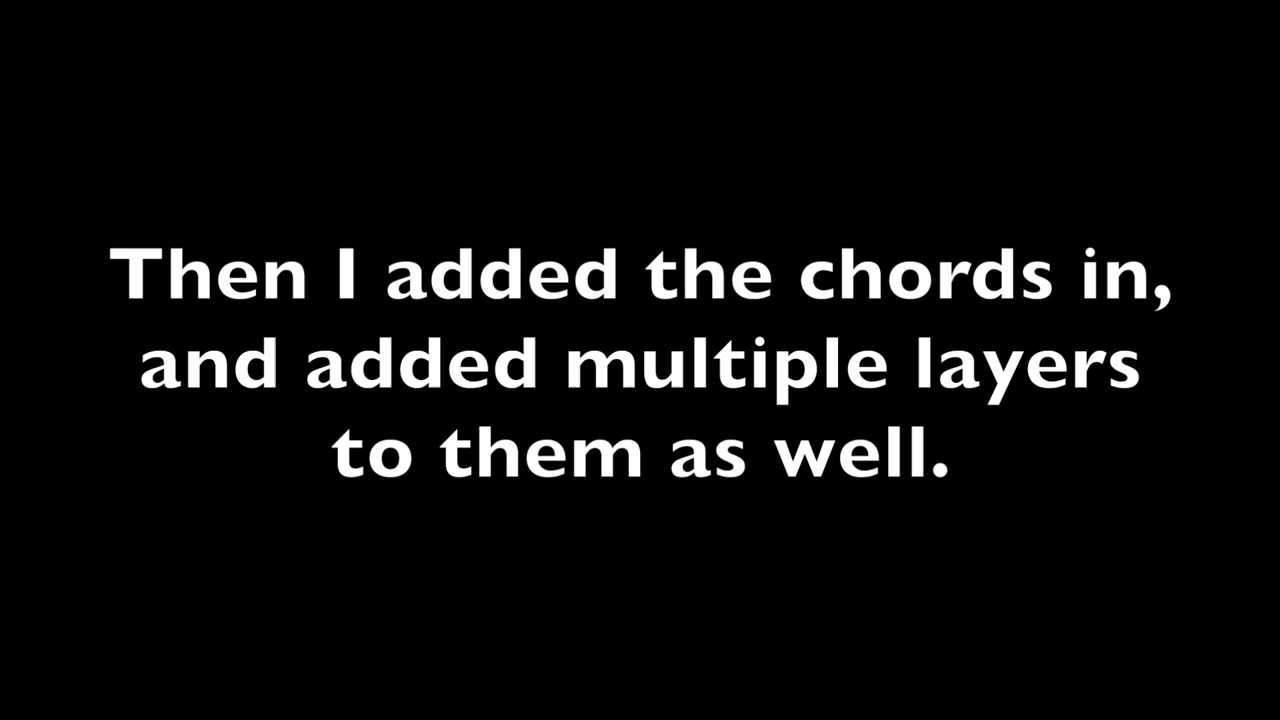 Then I added the chords in,
and added multiple layers
to them as well.